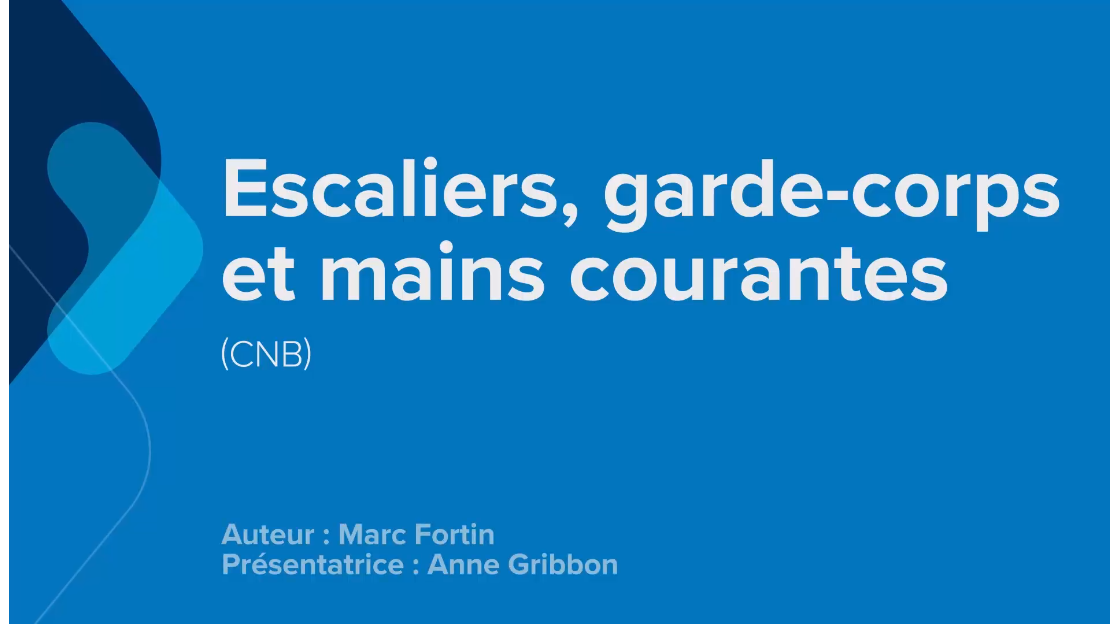 Escaliers, garde-corps
et mains courantes
(CNB)
Auteur : Marc Fortin
Présentatrice : Anne Gribbon